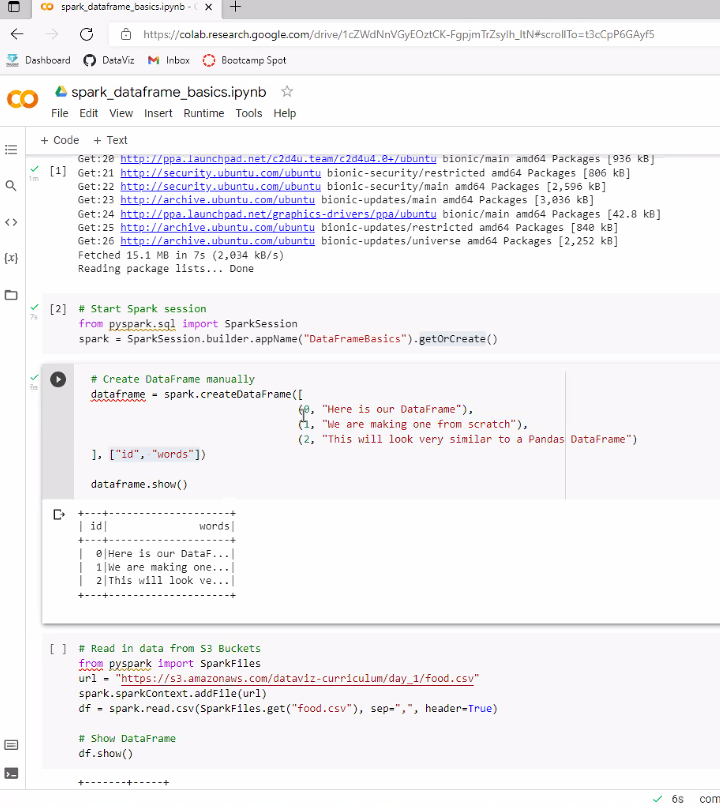 spark_dataframe_basics.ipynb -
https://colab.research.google.com/drive/1cZWdNnVGyEOztCK-FgpjmTrZsylh_ltN#scrollTo=t3cCpP6GAyf5
Dashboard DataViz Inbox Bootcamp Spot
spark_dataframe_basics.ipynb
File Edit View Insert Runtime Tools Help
+ Code + Text
Get:20 http://ppa.launchpad.net/c2d4u.team/c2d4u4.0+/ubuntu bionic/main amd64 Packages [936 kB]
[1] Get:21 http://security.ubuntu.com/ubuntu bionic-security/restricted amd64 Packages [806 kB]
1m
Get:22 http://security.ubuntu.com/ubuntu bionic-security/main amd64 Packages [2,596 kB]
Get:23 http://archive.ubuntu.com/ubuntu bionic-updates/main amd64 Packages [3,036 kB]
Get:24 http://ppa.launchpad.net/graphics-drivers/ppa/ubuntu bionic/main amd64 Packages [42.8 kB]
Get:25 http://archive.ubuntu.com/ubuntu bionic-updates/restricted amd64 Packages [840 kB]
Get:26 http://archive.ubuntu.com/ubuntu bionic-updates/universe amd64 Packages [2,252 kB]
Fetched 15.1 MB in 7s (2,034 kB/s)
Reading package lists... Done
[2] # Start Spark session
7s
from pyspark.sql import SparkSession
spark = SparkSession.builder.appName("DataFrameBasics").getOrCreate()
# Create DataFrame manually
dataframe = spark.createDataFrame([
(0, "Here is our DataFrame"),
(1, "We are making one from scratch"),
(2, "This will look very similar to a Pandas DataFrame")
], ["id", "words"])
dataframe.show()
+---+--------------------+
| id| words|
+---+--------------------+
| 0|Here is our DataF...|
| 1|We are making one...|
| 2|This will look ve...|
+---+--------------------+
[ ] # Read in data from S3 Buckets
from pyspark import SparkFiles
url = "https://s3.amazonaws.com/dataviz-curriculum/day_1/food.csv"
spark.sparkContext.addFile(url)
df = spark.read.csv(SparkFiles.get("food.csv"), sep=",", header=True)
# Show DataFrame
df.show()
+-------+-----+
6s com